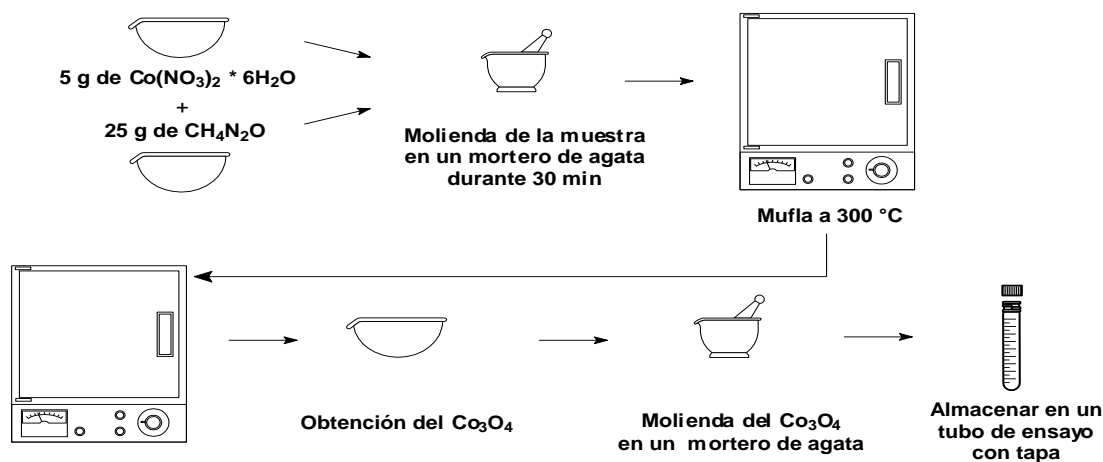 5 g de Co(NO₃)₂ * 6H₂O
+
25 g de CH₄N₂O
Molienda de la muestra
en un mortero de agata
durante 30 min
Mufla a 300 °C
Obtención del Co₃O₄
Molienda del Co₃O₄
en un mortero de agata
Almacenar en un
tubo de ensayo
con tapa